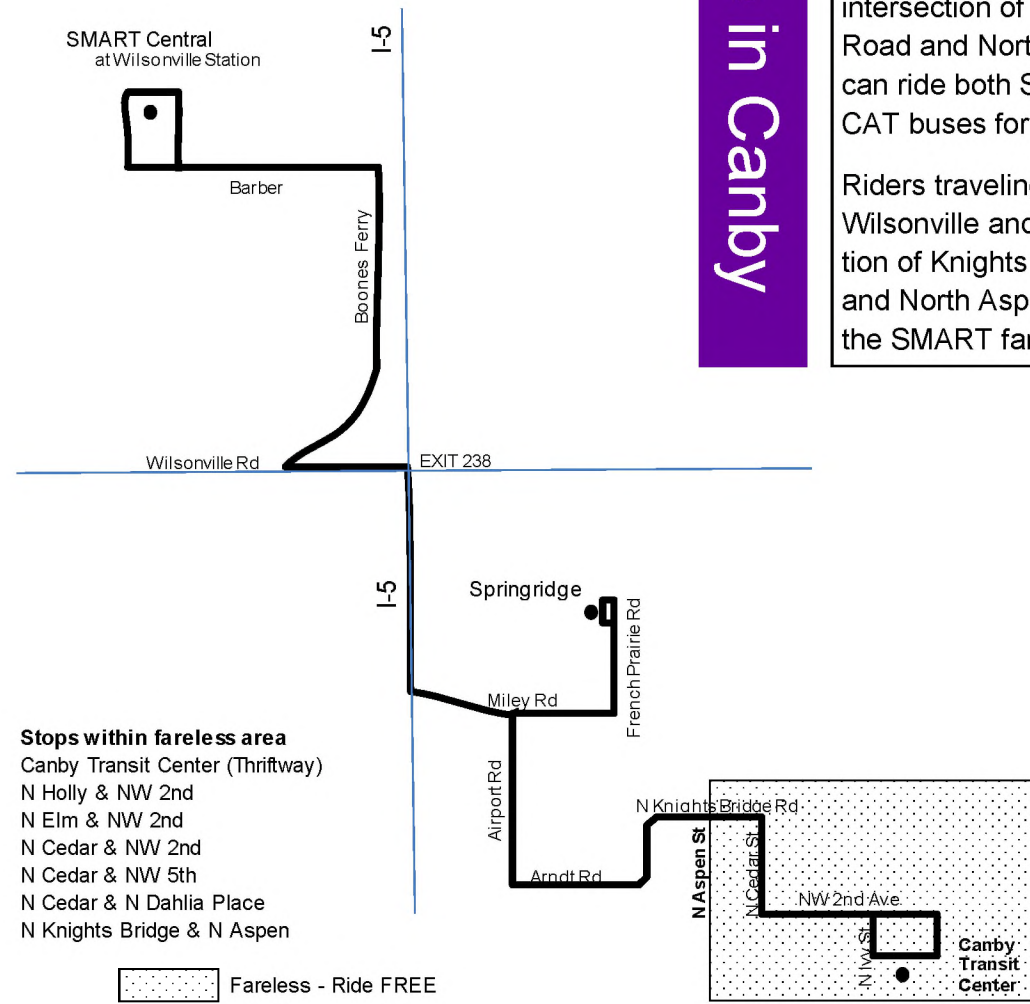 SMART Central
at Wilsonville Station
I-5
Barber
Boones Ferry
Wilsonville Rd
EXIT 238
I-5
Springridge
French Prairie Rd
Miley Rd
Airport Rd
Arndt Rd
N Knights Bridge Rd
N Aspen St
N Cedar St
NW 2nd Ave
N Ivy St
Canby
Transit
Center
Stops within fareless area
Canby Transit Center (Thriftway)
N Holly & NW 2nd
N Elm & NW 2nd
N Cedar & NW 2nd
N Cedar & NW 5th
N Cedar & N Dahlia Place
N Knights Bridge & N Aspen
Fareless - Ride FREE
in Canby
intersection of
Road and Nort
can ride both S
CAT buses for
Riders traveling
Wilsonville and
tion of Knights
and North Asp
the SMART far